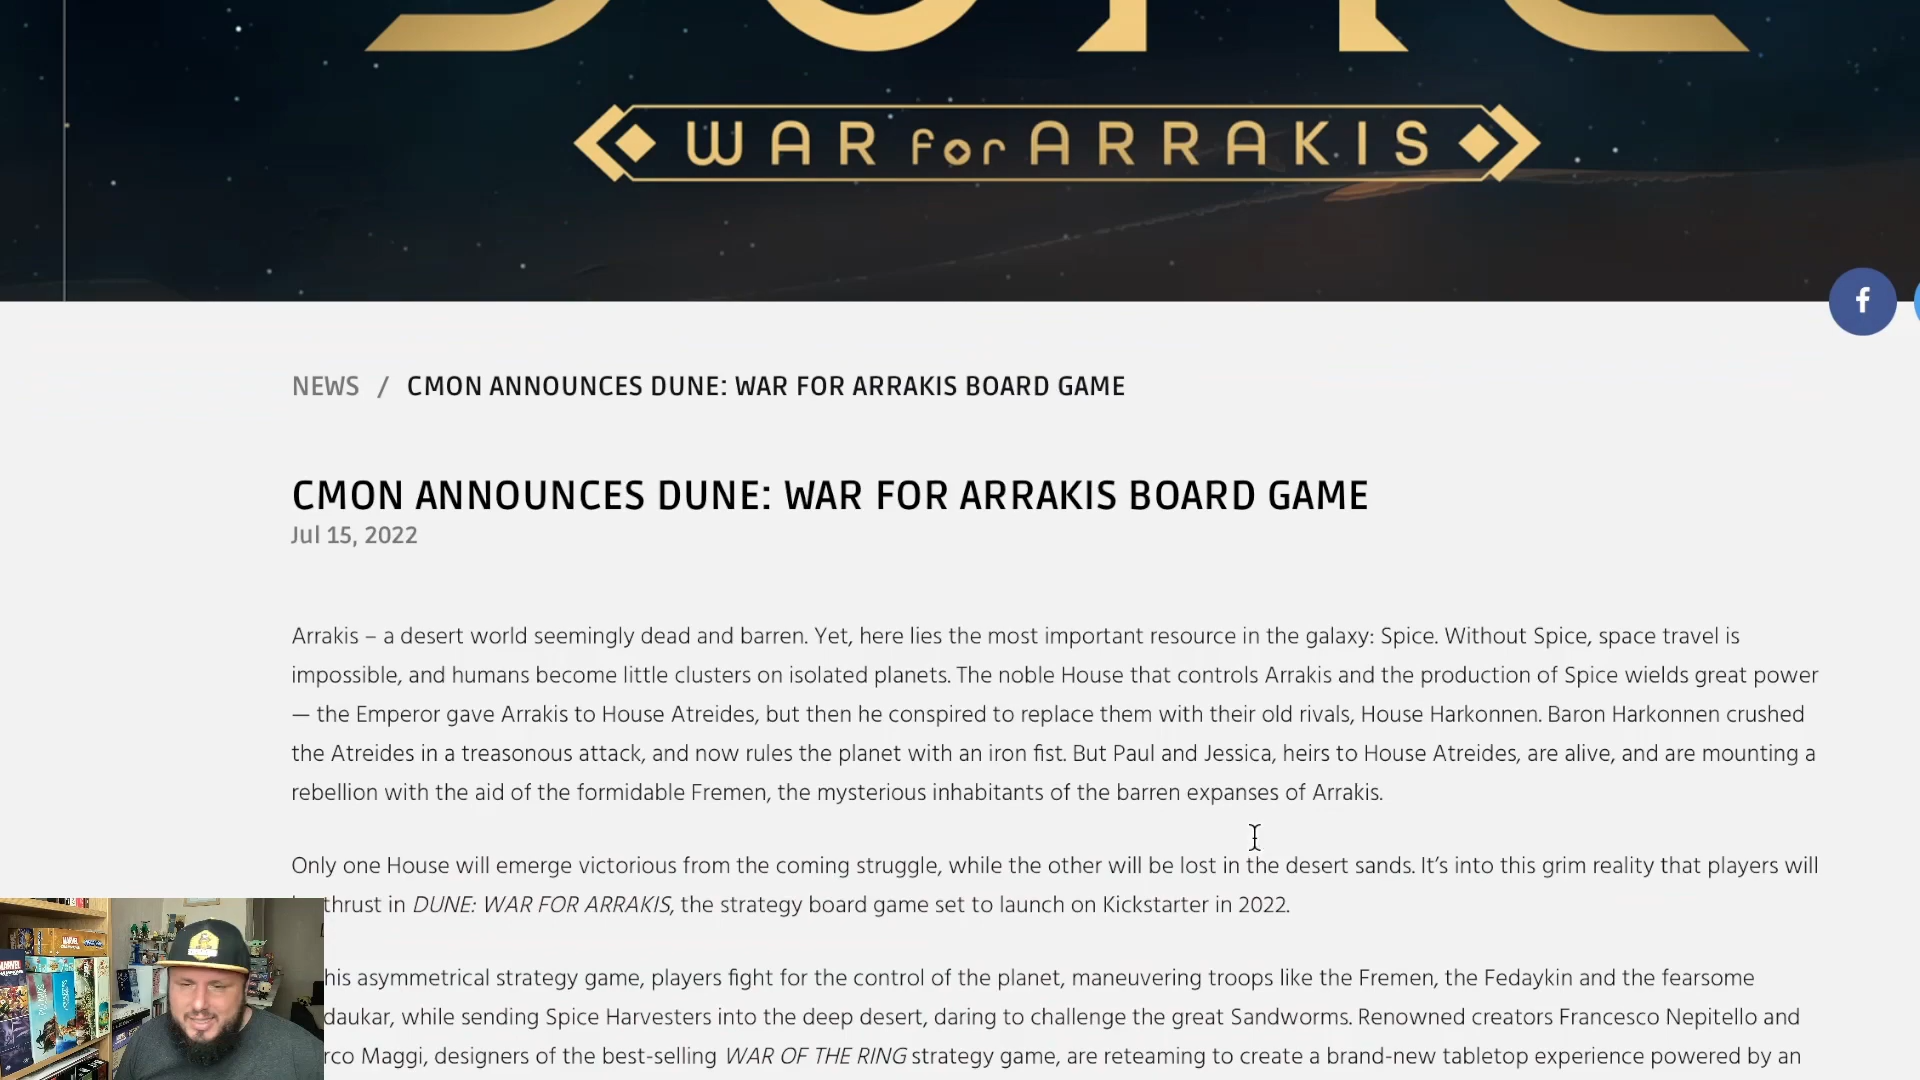 WAR for ARRAKIS
f
NEWS / CMON ANNOUNCES DUNE: WAR FOR ARRAKIS BOARD GAME
CMON ANNOUNCES DUNE: WAR FOR ARRAKIS BOARD GAME
Jul 15, 2022
Arrakis – a desert world seemingly dead and barren. Yet, here lies the most important resource in the galaxy: Spice. Without Spice, space travel is
impossible, and humans become little clusters on isolated planets. The noble House that controls Arrakis and the production of Spice wields great power
— the Emperor gave Arrakis to House Atreides, but then he conspired to replace them with their old rivals, House Harkonnen. Baron Harkonnen crushed
the Atreides in a treasonous attack, and now rules the planet with an iron fist. But Paul and Jessica, heirs to House Atreides, are alive, and are mounting a
rebellion with the aid of the formidable Fremen, the mysterious inhabitants of the barren expanses of Arrakis.
Only one House will emerge victorious from the coming struggle, while the other will be lost in the desert sands. It’s into this grim reality that players will
thrust in DUNE: WAR FOR ARRAKIS, the strategy board game set to launch on Kickstarter in 2022.
his asymmetrical strategy game, players fight for the control of the planet, maneuvering troops like the Fremen, the Fedaykin and the fearsome
daukar, while sending Spice Harvesters into the deep desert, daring to challenge the great Sandworms. Renowned creators Francesco Nepitello and
rco Maggi, designers of the best-selling WAR OF THE RING strategy game, are reteaming to create a brand-new tabletop experience powered by an
MARVEL